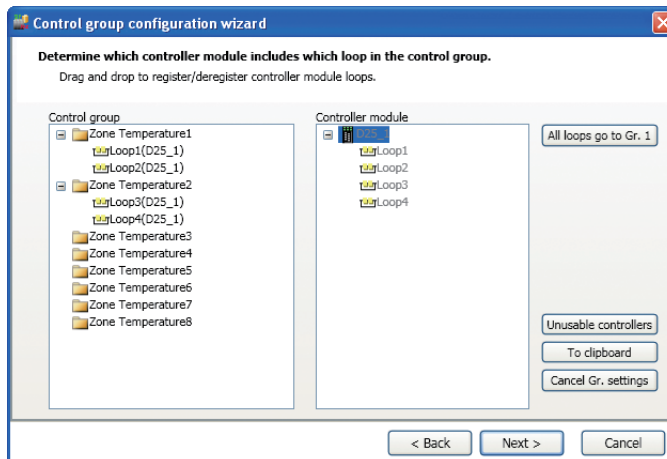 Control group configuration wizard
Determine which controller module includes which loop in the control group.
Drag and drop to register/deregister controller module loops.
Control group
Zone Temperature1
Loop1(D25_1)
Loop2(D25_1)
Zone Temperature2
Loop3(D25_1)
Loop4(D25_1)
Zone Temperature3
Zone Temperature4
Zone Temperature5
Zone Temperature6
Zone Temperature7
Zone Temperature8
Controller module
D25_1
Loop1
Loop2
Loop3
Loop4
All loops go to Gr. 1
Unusable controllers
To clipboard
Cancel Gr. settings
< Back
Next >
Cancel